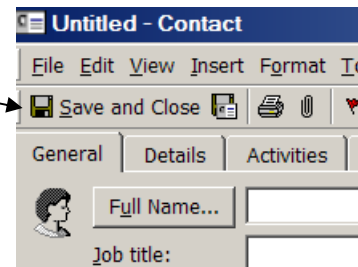 Untitled - Contact
File Edit View Insert Format
Save and Close
General Details Activities
Full Name...
Job title: